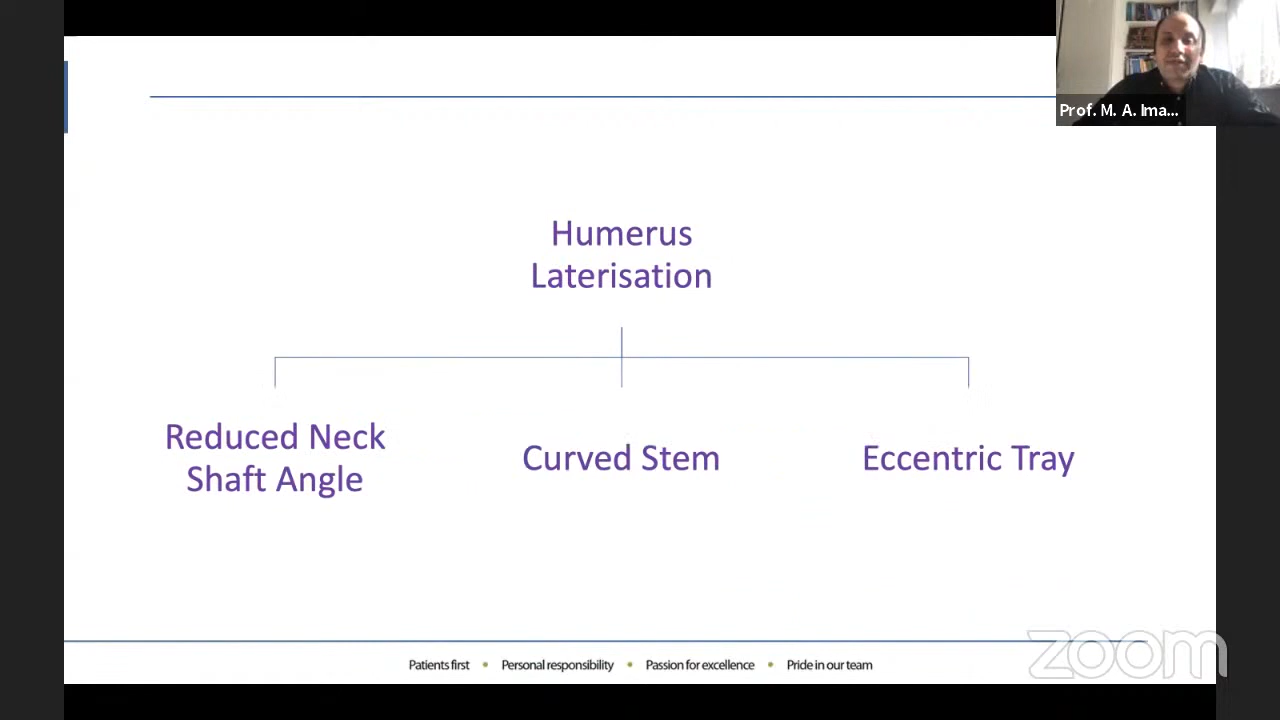 Prof. M. A. Ima...
Humerus
Laterisation
Reduced Neck
Shaft Angle
Curved Stem
Eccentric Tray
Patients first • Personal responsibility • Passion for excellence • Pride in our team
zoom